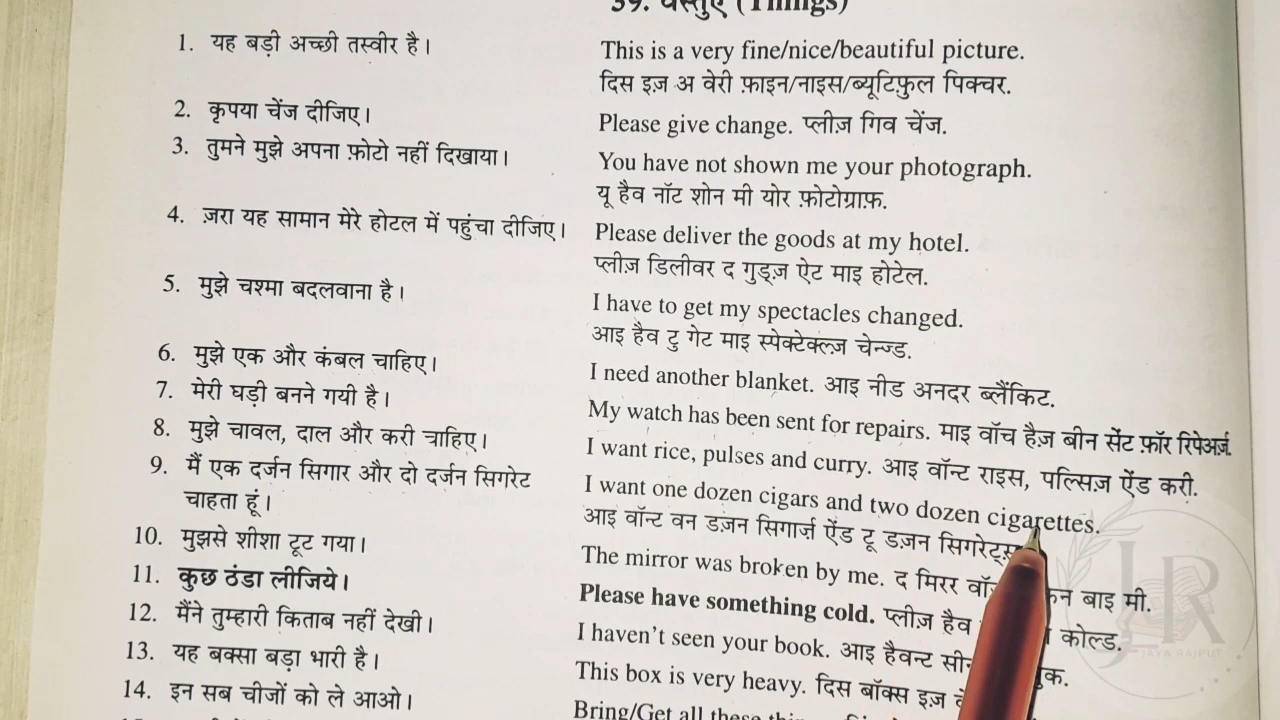 39. वस्तुएं (Things)
1. यह बड़ी अच्छी तस्वीर है। This is a very fine/nice/beautiful picture.
दिस इज़ अ वेरी फ़ाइन/नाइस/ब्यूटिफ़ुल पिक्चर.
2. कृपया चेंज दीजिए। Please give change. प्लीज़ गिव चेंज.
3. तुमने मुझे अपना फ़ोटो नहीं दिखाया। You have not shown me your photograph.
यू हैव नॉट शोन मी योर फ़ोटोग्राफ़.
4. ज़रा यह सामान मेरे होटल में पहुंचा दीजिए। Please deliver the goods at my hotel.
प्लीज़ डिलीवर द गुड्ज़ ऐट माइ होटेल.
5. मुझे चश्मा बदलवाना है। I have to get my spectacles changed.
आइ हैव टु गेट माइ स्पेक्टेक्ल्ज़ चेन्ज्ड.
6. मुझे एक और कंबल चाहिए। I need another blanket. आइ नीड अनदर ब्लैंकिट.
7. मेरी घड़ी बनने गयी है। My watch has been sent for repairs. माइ वॉच हैज़ बीन सेंट फ़ॉर रिपेअर्ज़.
8. मुझे चावल, दाल और करी चाहिए। I want rice, pulses and curry. आइ वॉन्ट राइस, पल्सिज़ ऐंड करी.
9. मैं एक दर्जन सिगार और दो दर्जन सिगरेट I want one dozen cigars and two dozen cigarettes.
चाहता हूं। आइ वॉन्ट वन डज़न सिगार्ज़ ऐंड टू डज़न सिगरेट्स
10. मुझसे शीशा टूट गया। The mirror was broken by me. द मिरर बाइ मी.
11. कुछ ठंडा लीजिये। Please have something cold. प्लीज़ हैव कोल्ड.
12. मैंने तुम्हारी किताब नहीं देखी। I haven't seen your book. आइ हैवन्ट
13. यह बक्सा बड़ा भारी है। This box is very heavy. दिस बॉक्स इज़
14. इन सब चीजों को ले आओ। Bring/Get all these
JR
JAYA RAJPUT